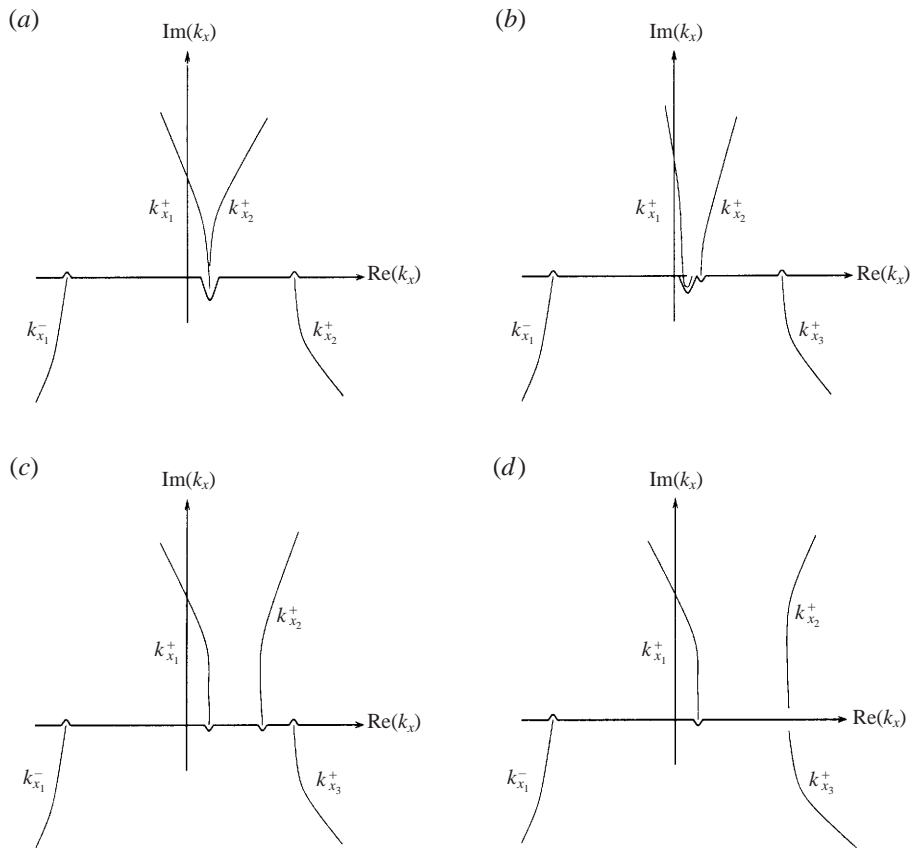 (a)
Im(kₓ)
k⁺ₓ₁
k⁺ₓ₂
Re(kₓ)
k⁻ₓ₁
k⁺ₓ₂
(b)
Im(kₓ)
k⁺ₓ₁
k⁺ₓ₂
Re(kₓ)
k⁻ₓ₁
k⁺ₓ₃
(c)
Im(kₓ)
k⁺ₓ₂
k⁺ₓ₁
Re(kₓ)
k⁻ₓ₁
k⁺ₓ₃
(d)
Im(kₓ)
k⁺ₓ₂
k⁺ₓ₁
Re(kₓ)
k⁻ₓ₁
k⁺ₓ₃